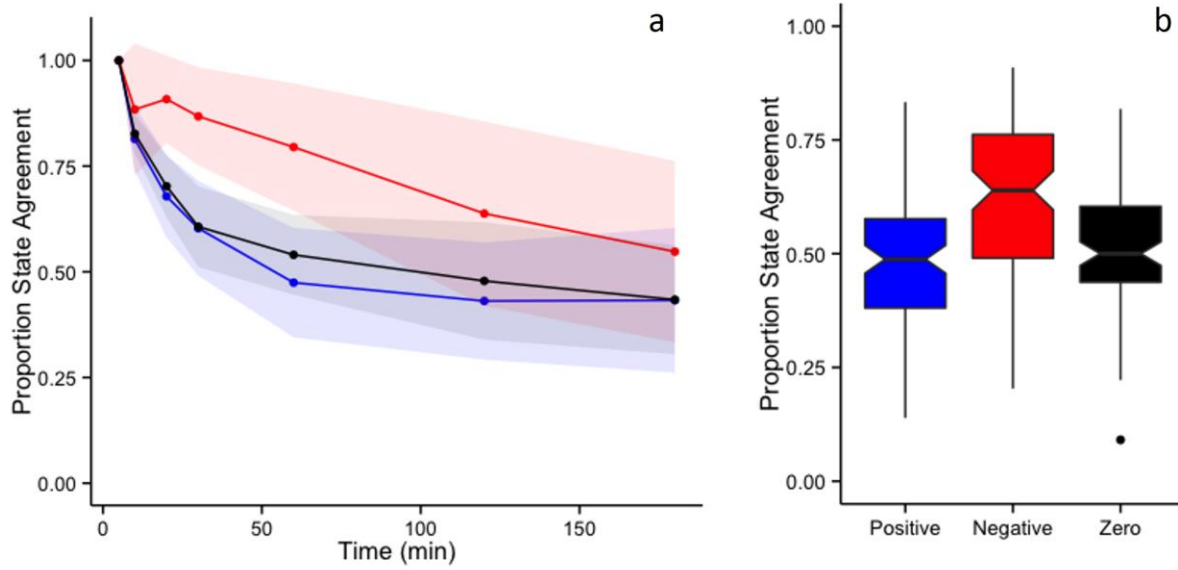 a
Proportion State Agreement
1.00
0.75
0.50
0.25
0.00
0 50 100 150
Time (min)
b
Proportion State Agreement
1.00
0.75
0.50
0.25
0.00
Positive Negative Zero